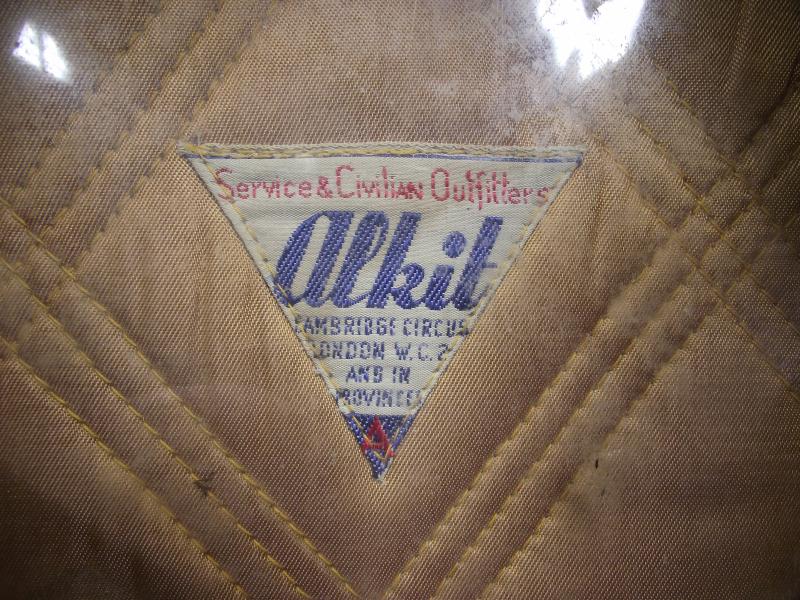 Service & Civilian Outfitters
Alkit
CAMBRIDGE CIRCUS
LONDON W.C.2
AND IN
PROVINCES
A